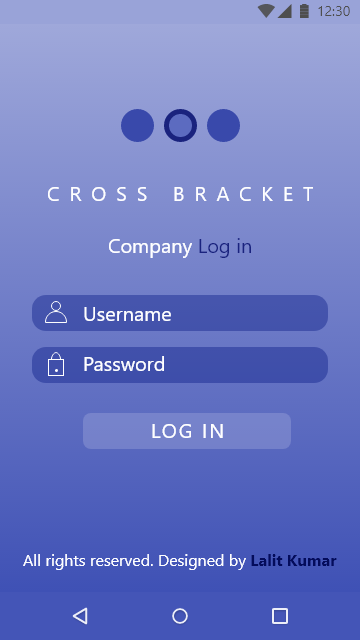 12:30
CROSS BRACKET
Company Log in
Username
Password
LOG IN
All rights reserved. Designed by Lalit Kumar